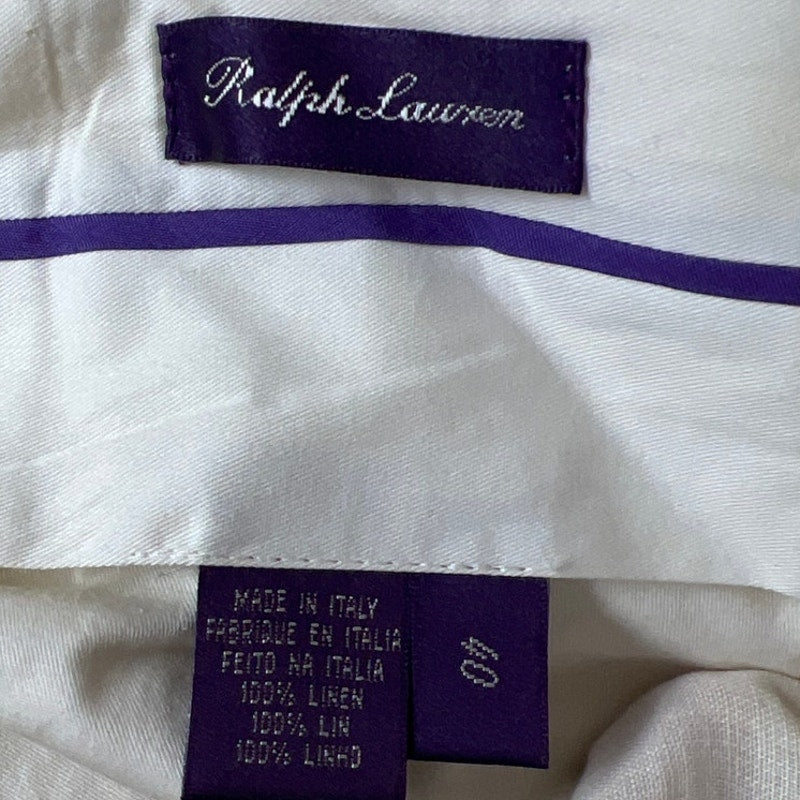 Ralph Lauren
MADE IN ITALY
FABRIQUE EN ITALIA
FEITO NA ITALIA
100% LINEN
100% LIN
100% LINHO
40